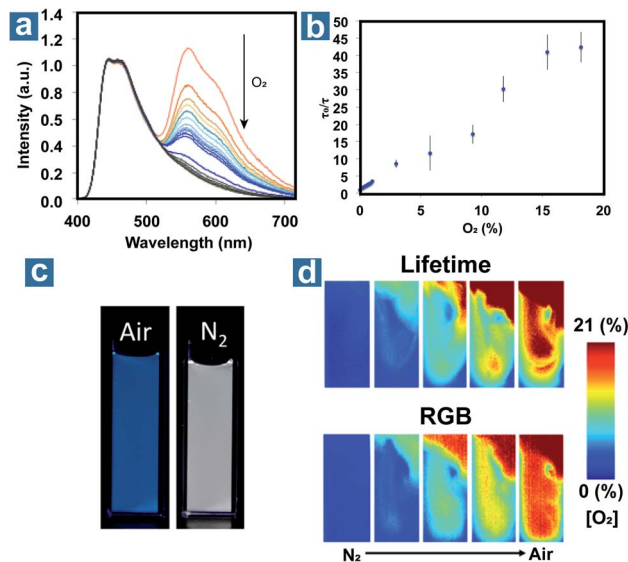 a
1.4
1.2
1.0
0.8
0.6
0.4
0.2
0.0
400 500 600 700
Intensity (a.u.)
Wavelength (nm)
O₂
b
50
45
40
35
30
25
20
15
10
5
0
0 5 10 15 20
τ₀/τ
O₂ (%)
c
Air
N₂
d
Lifetime
RGB
21 (%)
0 (%)
[O₂]
N₂
Air